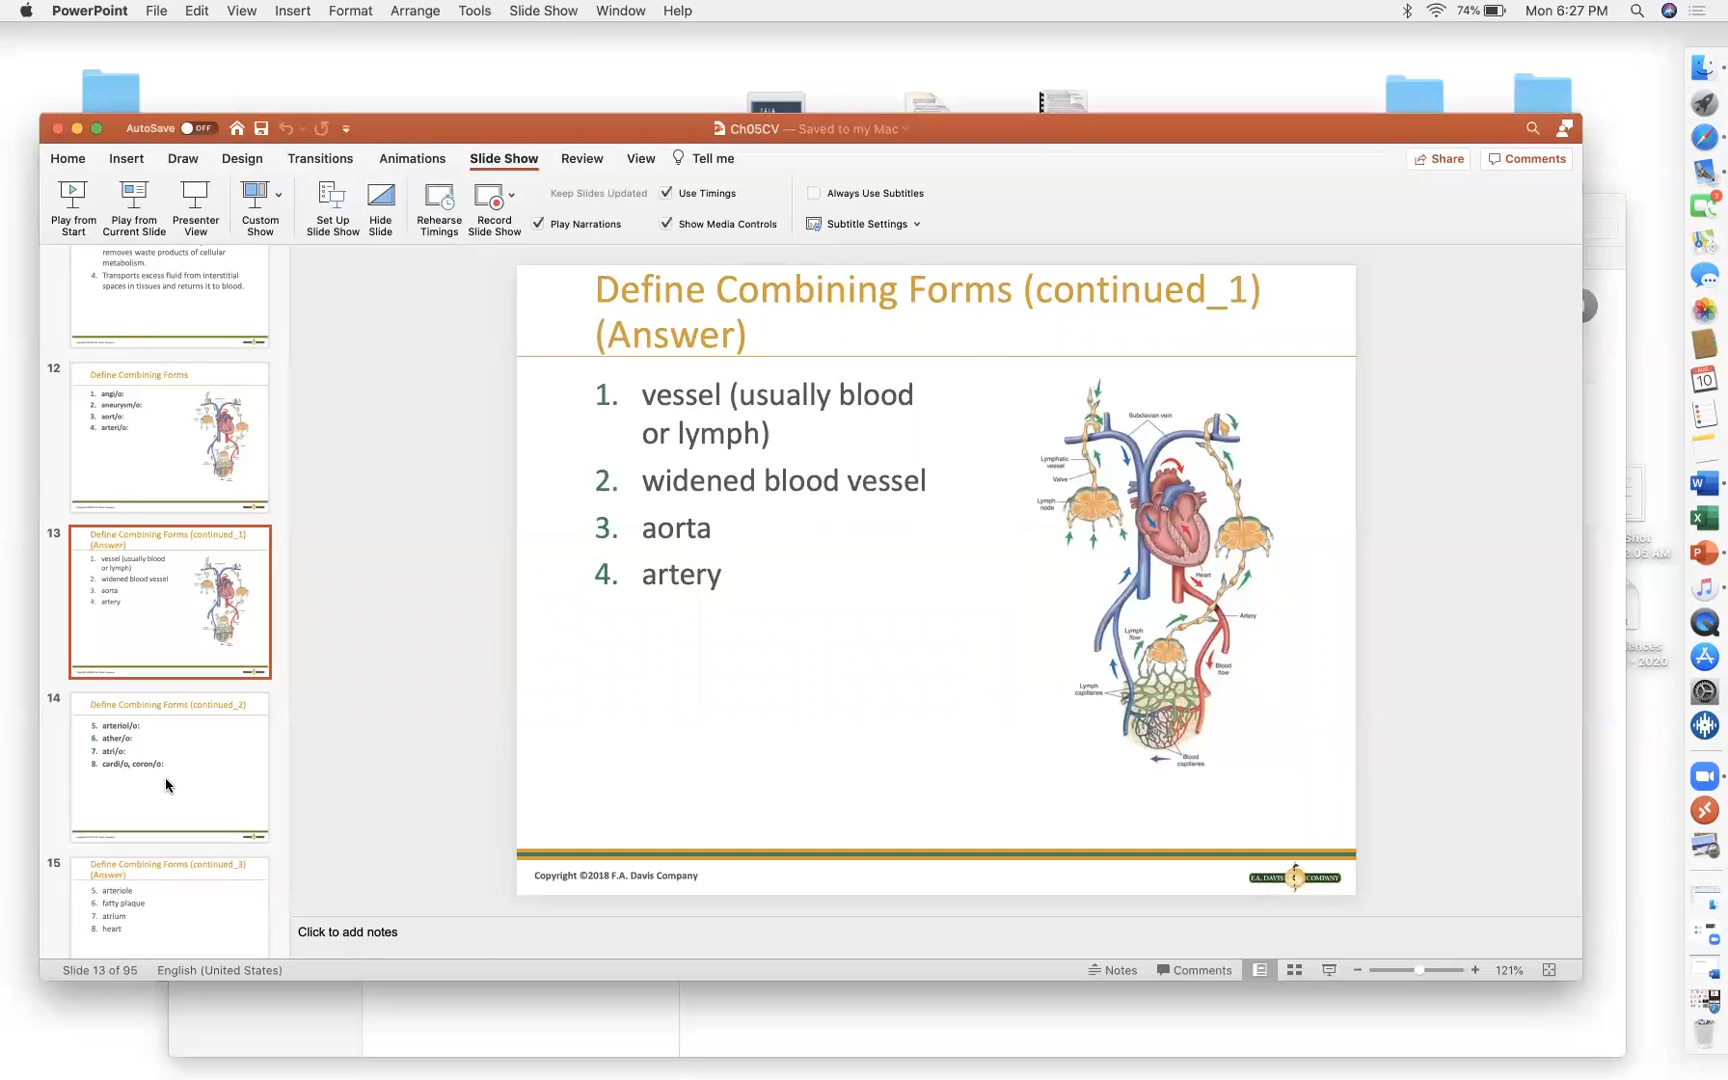 PowerPoint File Edit View Insert Format Arrange Tools Slide Show Window Help 74% Mon 6:27 PM
AutoSave OFF Ch05CV — Saved to my Mac
Home Insert Draw Design Transitions Animations Slide Show Review View Tell me Share Comments
Keep Slides Updated Use Timings Always Use Subtitles
Play from Start
Play from Current Slide
Presenter View
Custom Show
Set Up Slide Show
Hide Slide
Rehearse Timings
Record Slide Show
Play Narrations Show Media Controls Subtitle Settings
removes waste products of cellular
metabolism.
4. Transports excess fluid from interstitial
spaces in tissues and returns it to blood.
12
Define Combining Forms
1. angi/o:
2. aneurysm/o:
3. aort/o:
4. arteri/o:
13
Define Combining Forms (continued_1)
(Answer)
1. vessel (usually blood
or lymph)
2. widened blood vessel
3. aorta
4. artery
14
Define Combining Forms (continued_2)
5. arteriol/o:
6. ather/o:
7. atri/o:
8. cardi/o, coron/o:
15
Define Combining Forms (continued_3)
(Answer)
5. arteriole
6. fatty plaque
7. atrium
8. heart
Define Combining Forms (continued_1)
(Answer)
1. vessel (usually blood
or lymph)
2. widened blood vessel
3. aorta
4. artery
Subclavian vein
Lymphatic
vessel
Valve
Lymph
node
Heart
Artery
Lymph
flow
Blood
flow
Lymph
capillaries
Blood
capillaries
Copyright ©2018 F.A. Davis Company
F.A. DAVIS COMPANY
Click to add notes
Slide 13 of 95 English (United States) Notes Comments 121%
Shot
2.05 AM
- 2020
AUG
10